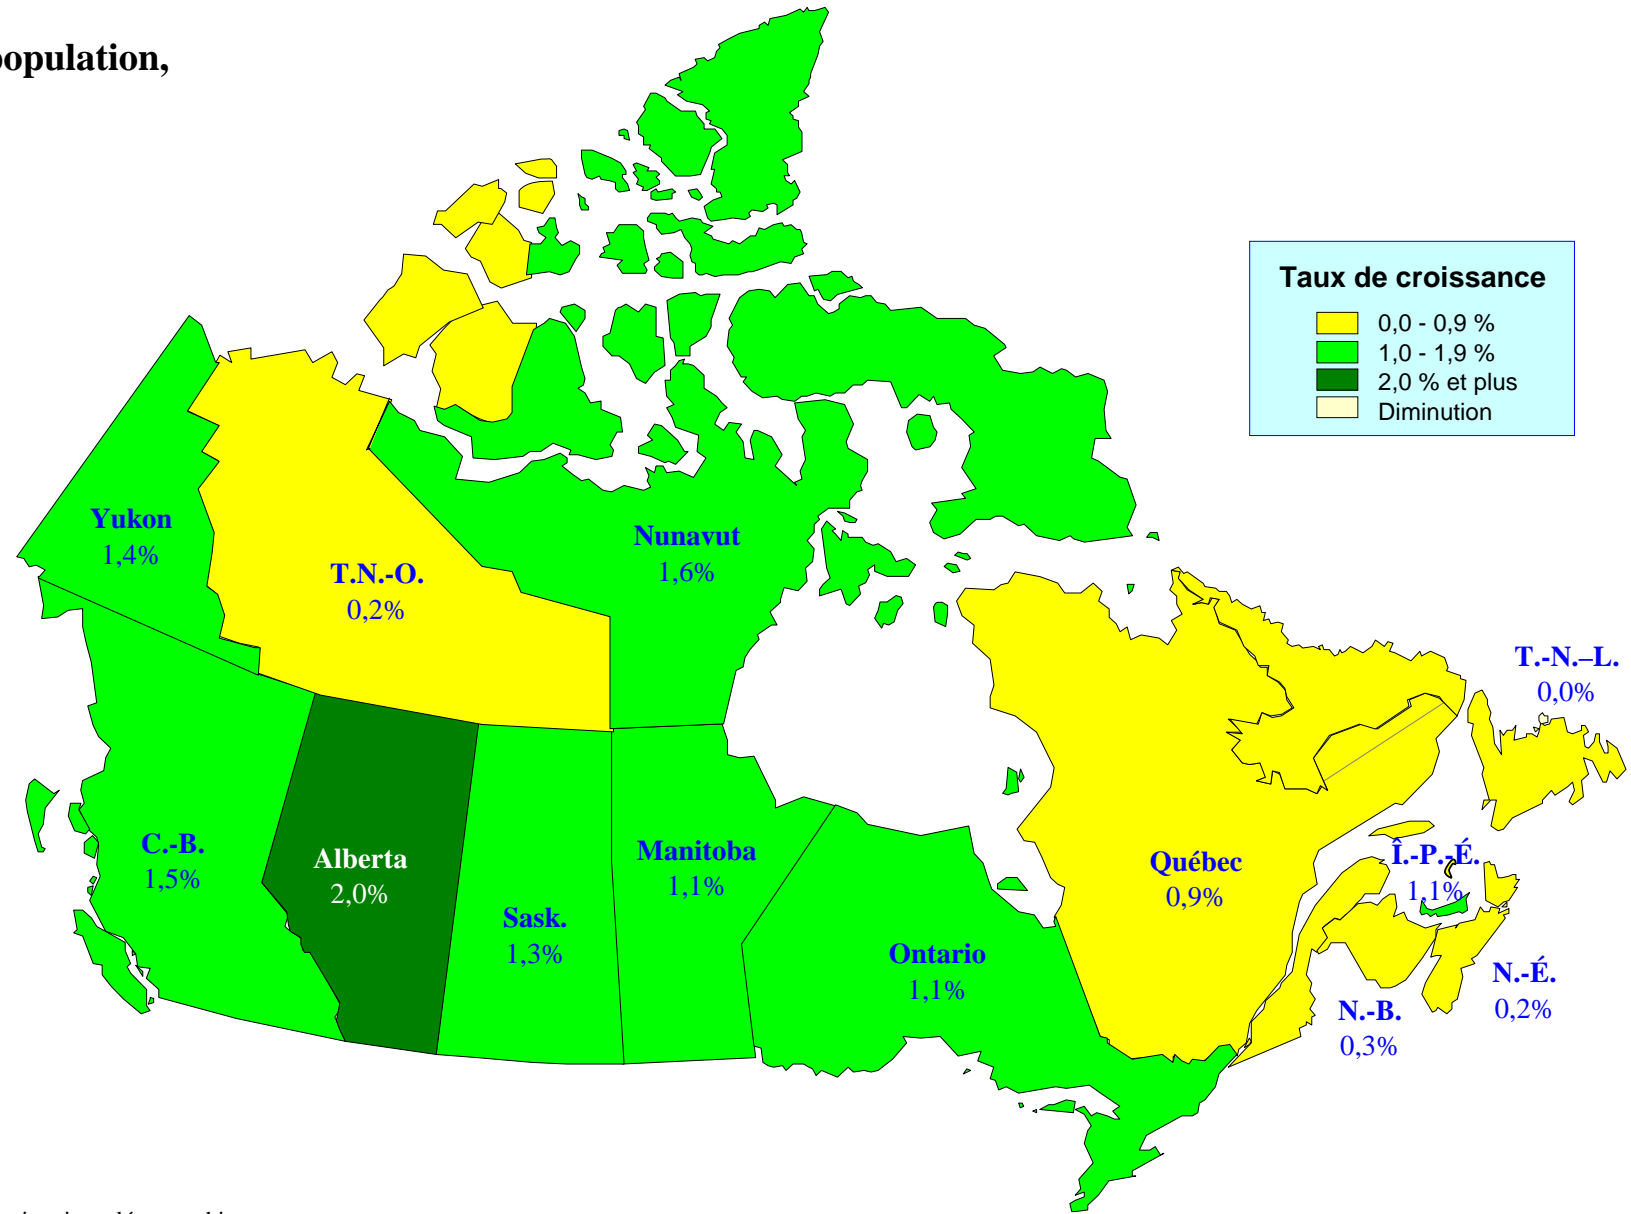 population,
Taux de croissance
0,0 - 0,9 %
1,0 - 1,9 %
2,0 % et plus
Diminution
Yukon
1,4%
T.N.-O.
0,2%
Nunavut
1,6%
T.-N.–L.
0,0%
C.-B.
1,5%
Alberta
2,0%
Sask.
1,3%
Manitoba
1,1%
Ontario
1,1%
Québec
0,9%
Î.-P.-É.
1,1%
N.-É.
0,2%
N.-B.
0,3%